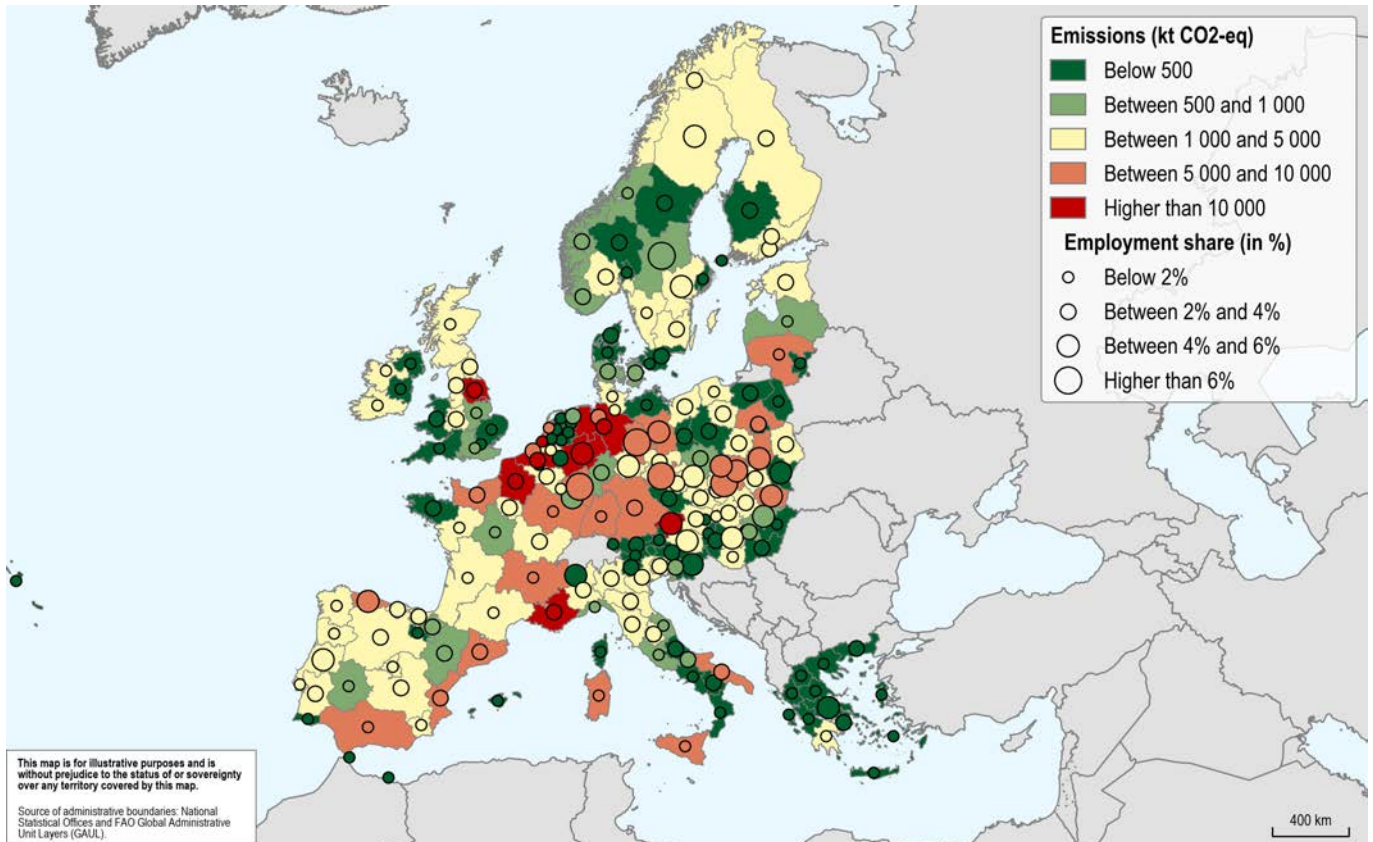 Emissions (kt CO2-eq)
Below 500
Between 500 and 1 000
Between 1 000 and 5 000
Between 5 000 and 10 000
Higher than 10 000
Employment share (in %)
Below 2%
Between 2% and 4%
Between 4% and 6%
Higher than 6%
This map is for illustrative purposes and is
without prejudice to the status of or sovereignty
over any territory covered by this map.
Source of administrative boundaries: National
Statistical Offices and FAO Global Administrative
Unit Layers (GAUL).
400 km